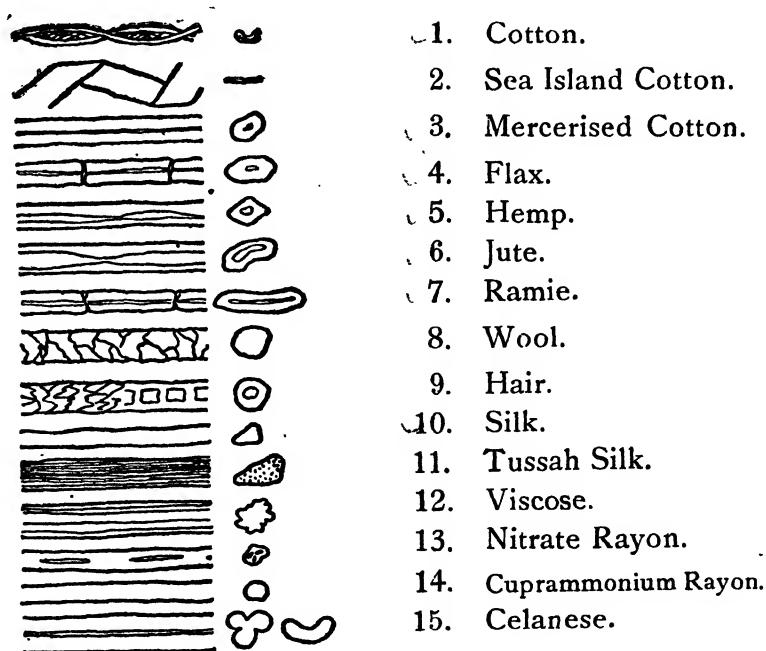 1. Cotton.
2. Sea Island Cotton.
3. Mercerised Cotton.
4. Flax.
5. Hemp.
6. Jute.
7. Ramie.
8. Wool.
9. Hair.
10. Silk.
11. Tussah Silk.
12. Viscose.
13. Nitrate Rayon.
14. Cuprammonium Rayon.
15. Celanese.